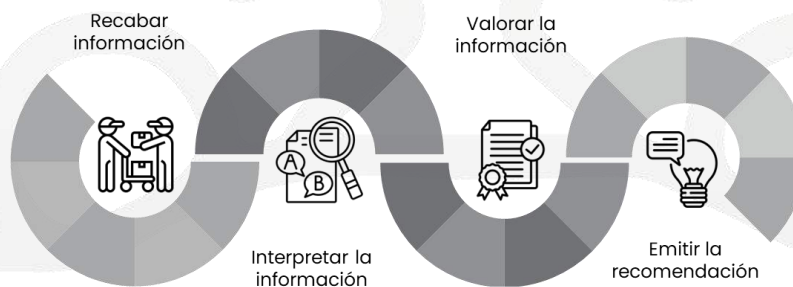 Recabar
información
Interpretar la
información
Valorar la
información
Emitir la
recomendación
A
B